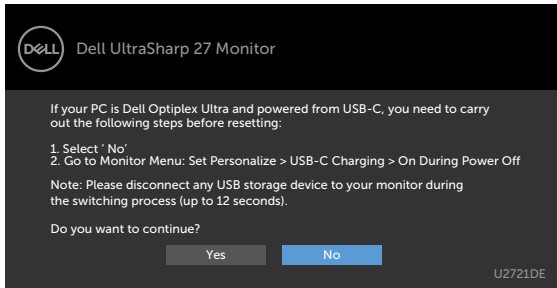 DELL
Dell UltraSharp 27 Monitor
If your PC is Dell Optiplex Ultra and powered from USB-C, you need to carry
out the following steps before resetting:
1. Select ‘ No’
2. Go to Monitor Menu: Set Personalize > USB-C Charging > On During Power Off
Note: Please disconnect any USB storage device to your monitor during
the switching process (up to 12 seconds).
Do you want to continue?
Yes No
U2721DE